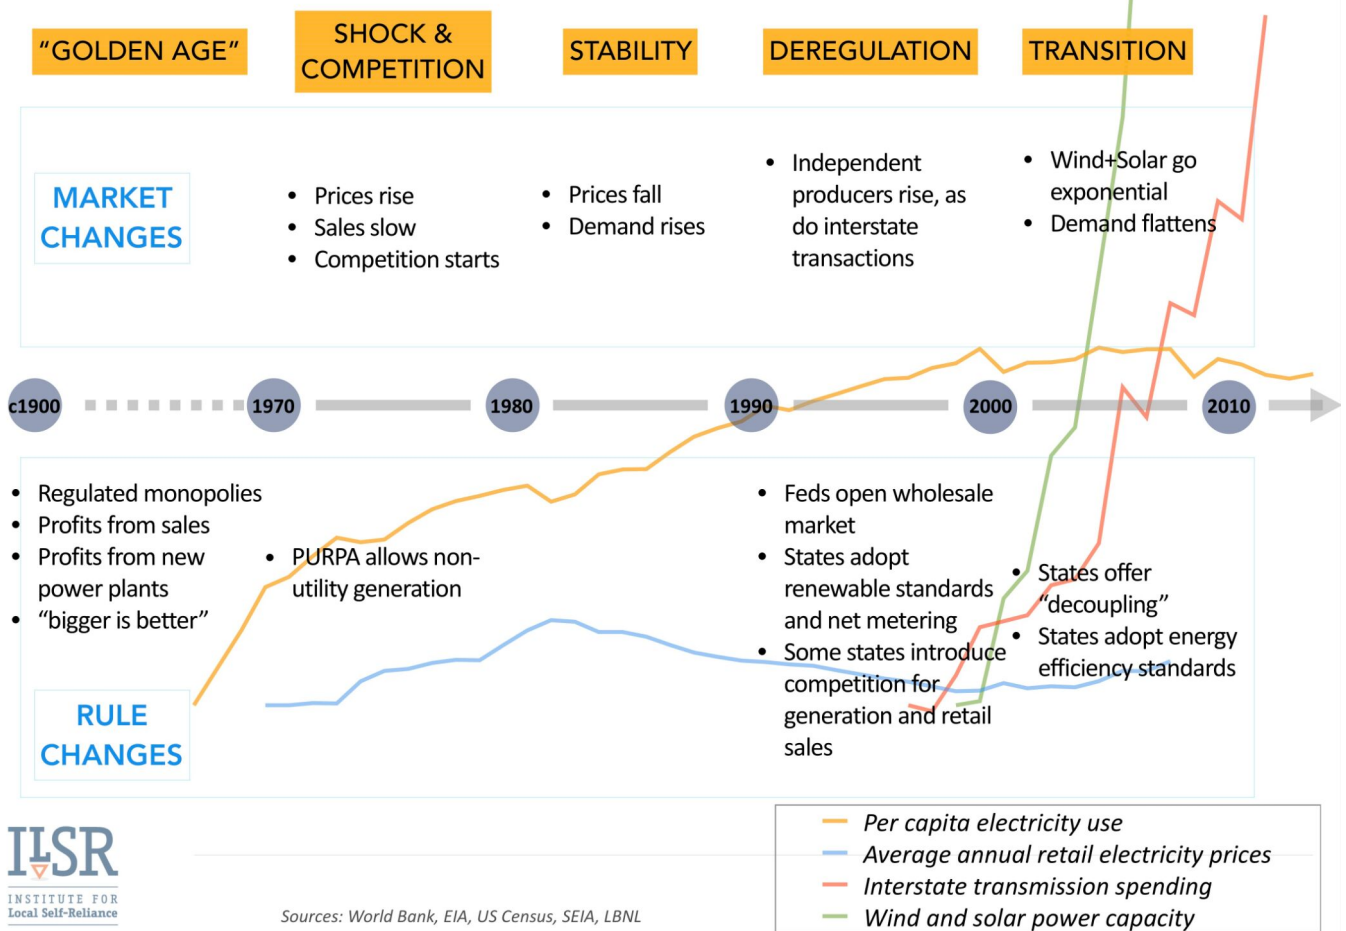 “GOLDEN AGE”
SHOCK &
COMPETITION
STABILITY
DEREGULATION
TRANSITION
MARKET
CHANGES
• Prices rise
• Sales slow
• Competition starts
• Prices fall
• Demand rises
• Independent
producers rise, as
do interstate
transactions
• Wind+Solar go
exponential
• Demand flattens
c1900
1970
1980
1990
2000
2010
• Regulated monopolies
• Profits from sales
• Profits from new
power plants
• “bigger is better”
• PURPA allows non-
utility generation
• Feds open wholesale
market
• States adopt
renewable standards
and net metering
• Some states introduce
competition for
generation and retail
sales
• States offer
“decoupling”
• States adopt energy
efficiency standards
RULE
CHANGES
ILSR
INSTITUTE FOR
Local Self-Reliance
Sources: World Bank, EIA, US Census, SEIA, LBNL
Per capita electricity use
Average annual retail electricity prices
Interstate transmission spending
Wind and solar power capacity